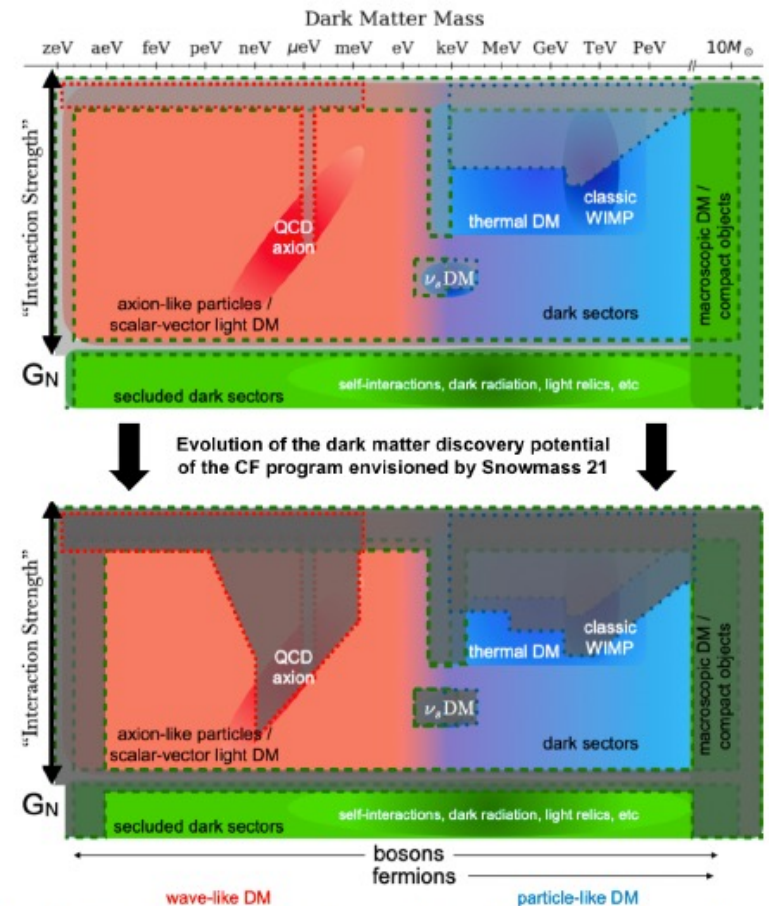 Dark Matter Mass
zeV aeV feV peV neV μeV meV eV keV MeV GeV TeV PeV 10M⊙
"Interaction Strength"
QCD
axion
axion-like particles /
scalar-vector light DM
thermal DM
classic
WIMP
νₛDM
dark sectors
macroscopic DM /
compact objects
GN
secluded dark sectors
self-interactions, dark radiation, light relics, etc
Evolution of the dark matter discovery potential
of the CF program envisioned by Snowmass 21
"Interaction Strength"
QCD
axion
axion-like particles /
scalar-vector light DM
thermal DM
classic
WIMP
νₛDM
dark sectors
macroscopic DM /
compact objects
GN
secluded dark sectors
self-interactions, dark radiation, light relics, etc
bosons
fermions
wave-like DM
particle-like DM